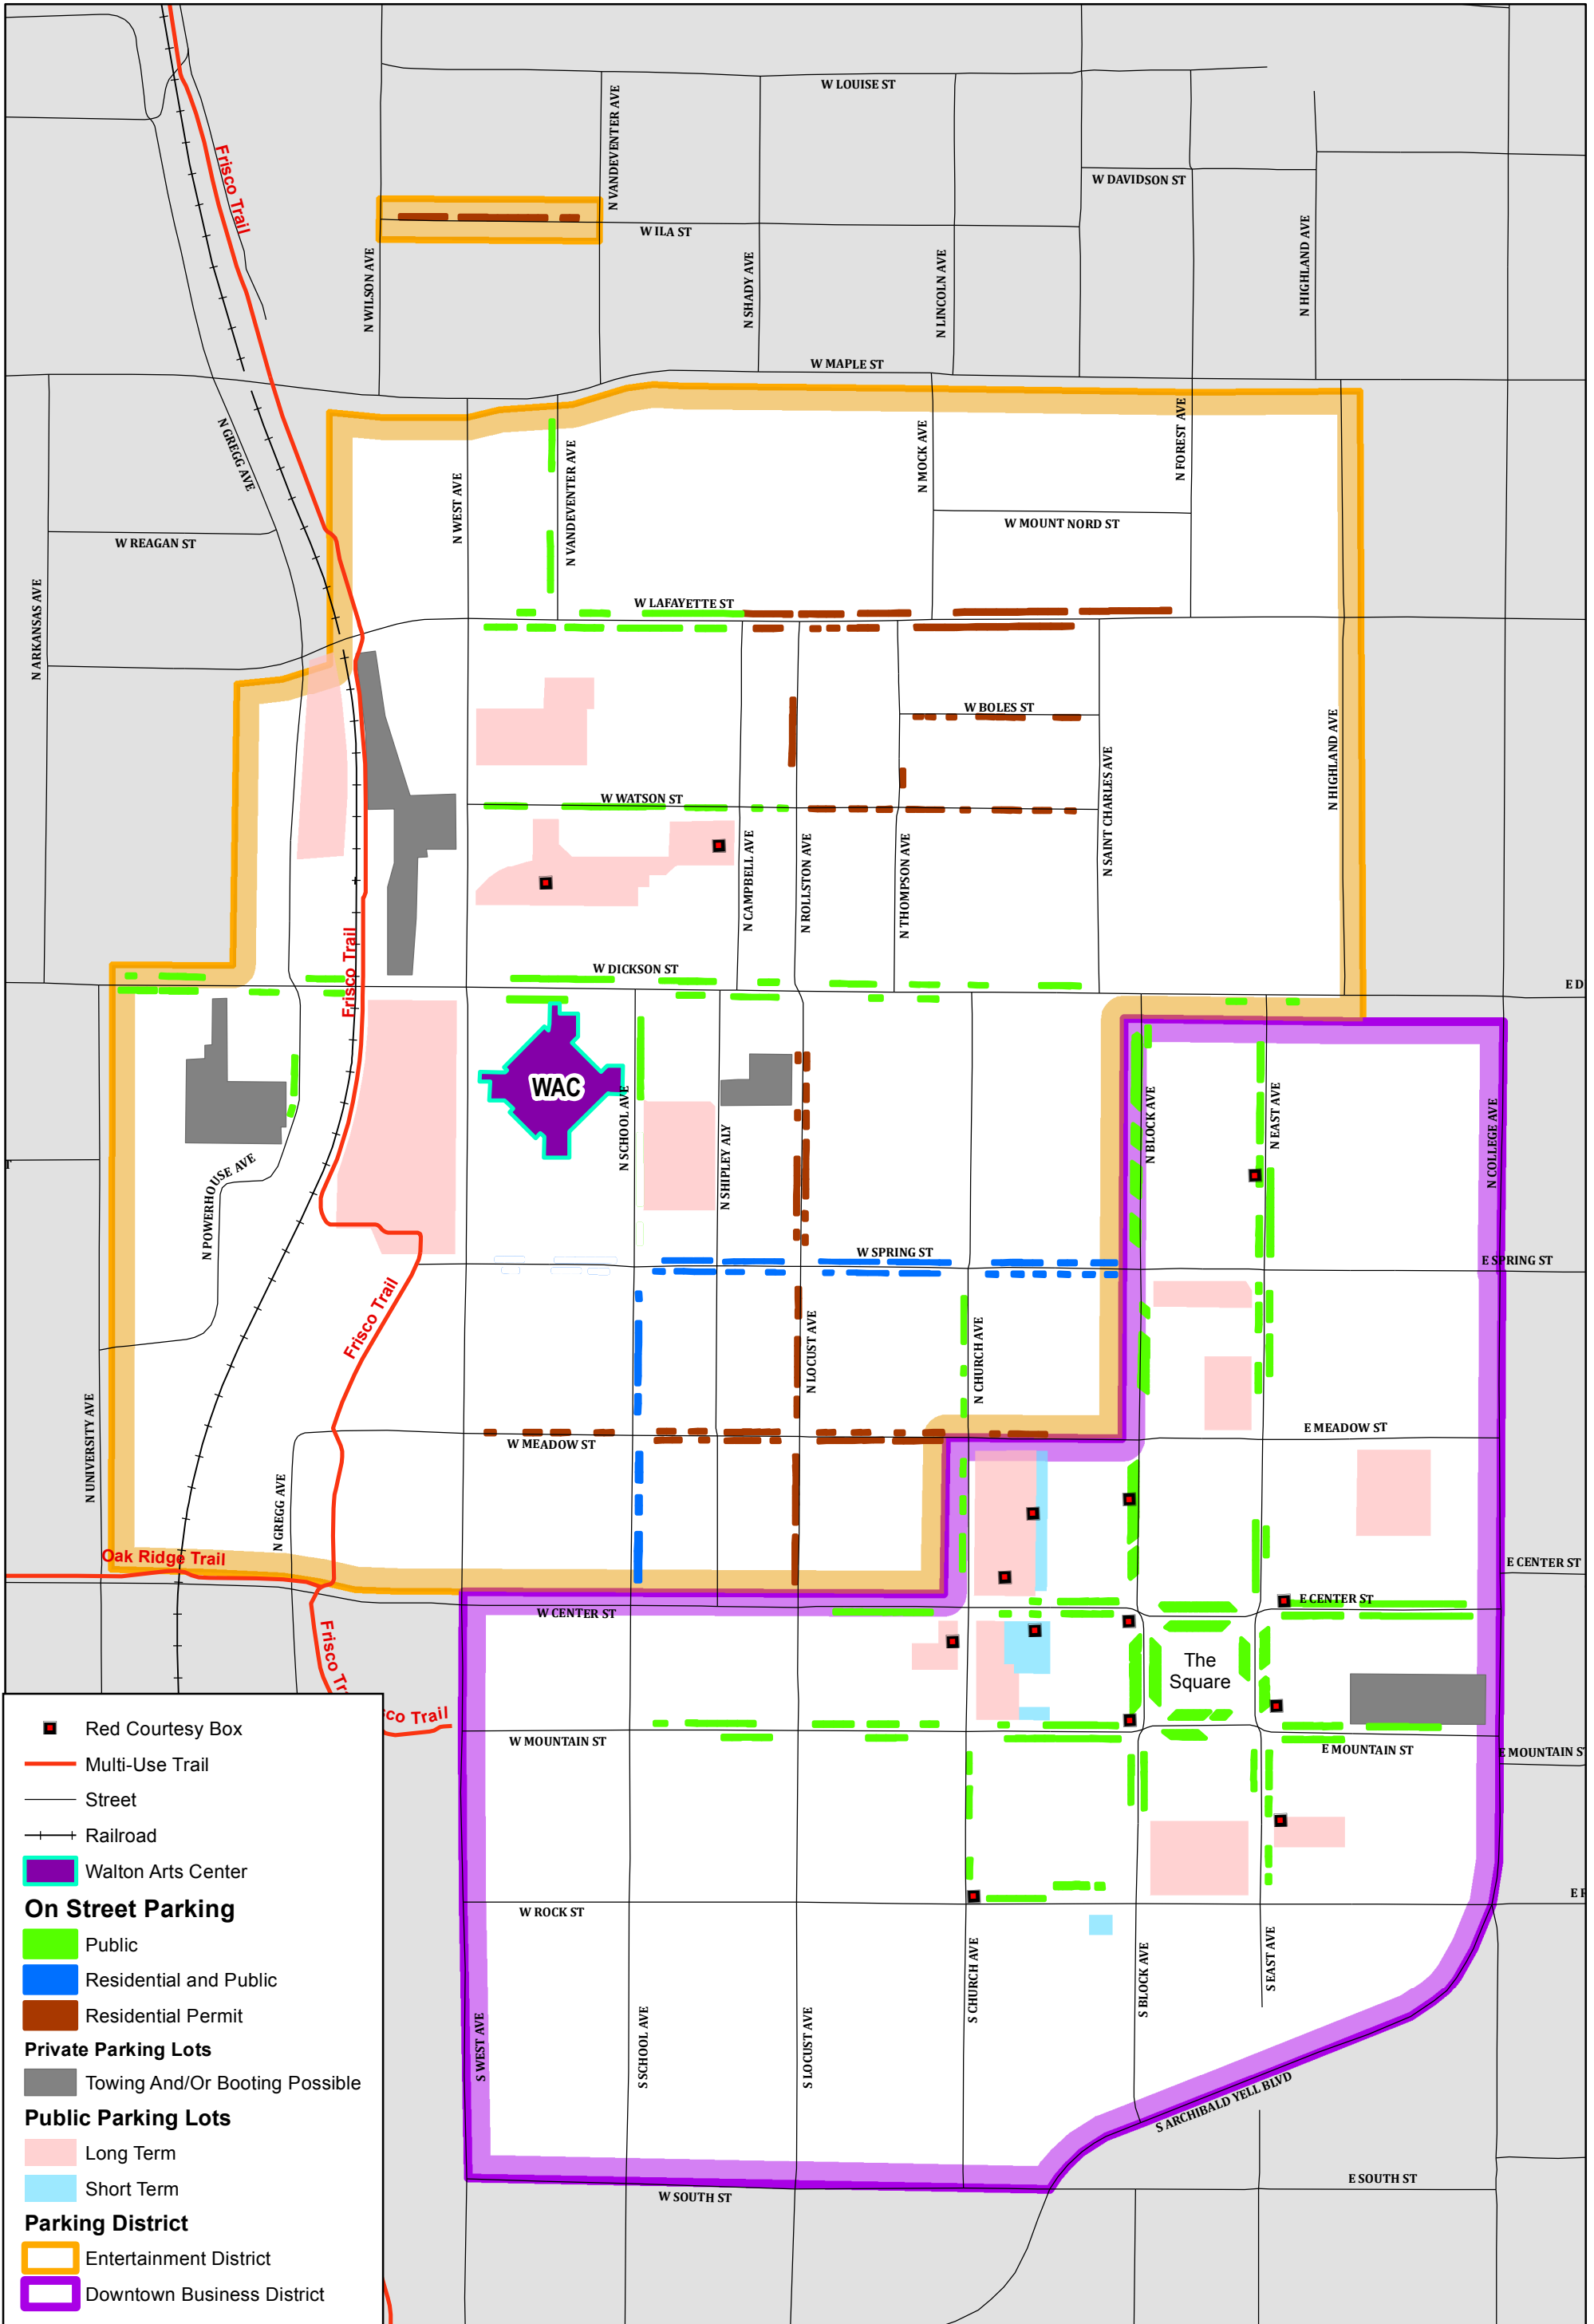 W LOUISE ST
N VANDEVENTER AVE
Frisco Trail
W DAVIDSON ST
W ILA ST
N WILSON AVE
N SHADY AVE
N LINCOLN AVE
N HIGHLAND AVE
W MAPLE ST
N GREGG AVE
N WEST AVE
N VANDEVENTER AVE
N MOCK AVE
N FOREST AVE
W MOUNT NORD ST
W REAGAN ST
N ARKANSAS AVE
W LAFAYETTE ST
W BOLES ST
N HIGHLAND AVE
W WATSON ST
N CAMPBELL AVE
N ROLLSTON AVE
N THOMPSON AVE
N SAINT CHARLES AVE
Frisco Trail
W DICKSON ST
E D
WAC
N SCHOOL AVE
N SHIPLEY ALY
N BLOCK AVE
N EAST AVE
N COLLEGE AVE
T
N POWERHOUSE AVE
W SPRING ST
E SPRING ST
Frisco Trail
N LOCUST AVE
N CHURCH AVE
N UNIVERSITY AVE
W MEADOW ST
E MEADOW ST
N GREGG AVE
Oak Ridge Trail
E CENTER ST
W CENTER ST
E CENTER ST
Frisco Tr
The
Square
co Trail
W MOUNTAIN ST
E MOUNTAIN ST
E MOUNTAIN S
W ROCK ST
S WEST AVE
S SCHOOL AVE
S LOCUST AVE
S CHURCH AVE
S BLOCK AVE
S EAST AVE
S ARCHIBALD YELL BLVD
W SOUTH ST
E SOUTH ST
Red Courtesy Box
Multi-Use Trail
Street
Railroad
Walton Arts Center
On Street Parking
Public
Residential and Public
Residential Permit
Private Parking Lots
Towing And/Or Booting Possible
Public Parking Lots
Long Term
Short Term
Parking District
Entertainment District
Downtown Business District